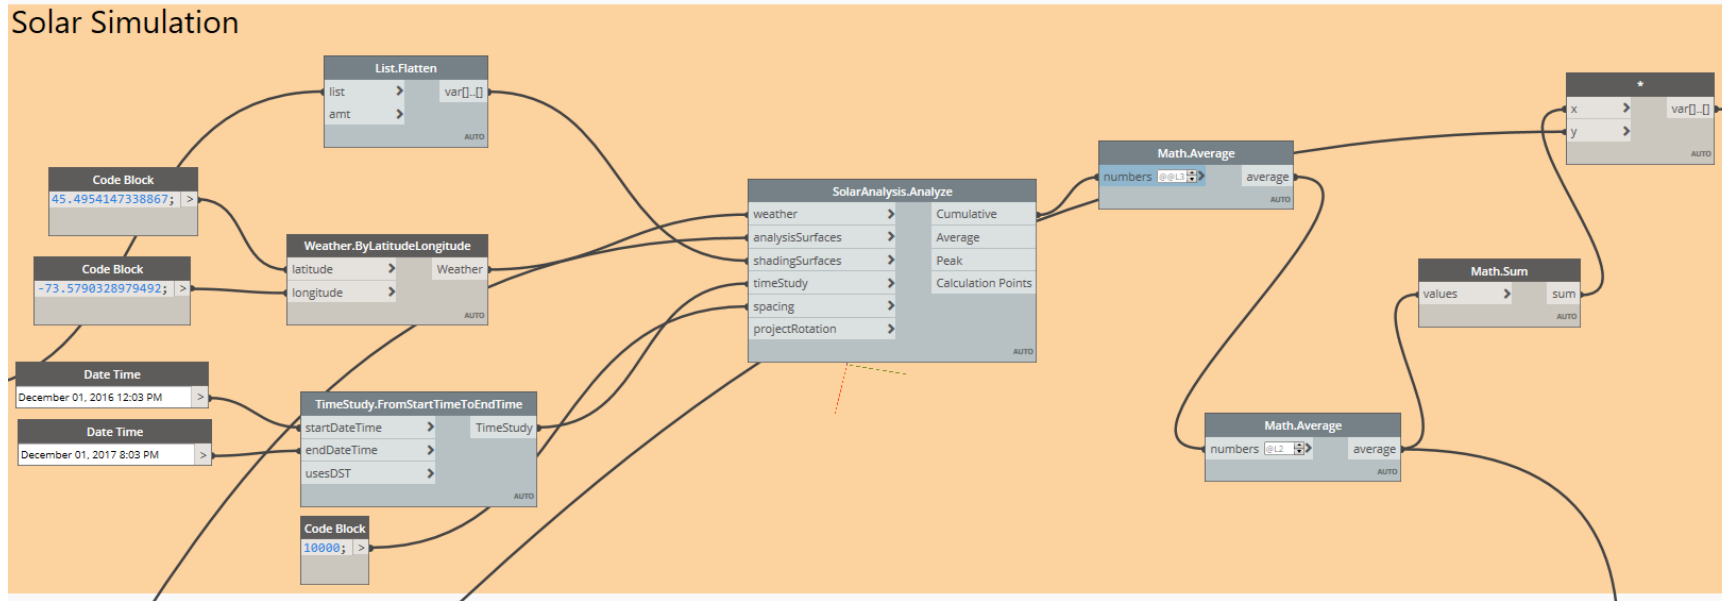 Solar Simulation
List.Flatten
list > var[]..[]
amt >
AUTO
Code Block
45.4954147338867; >
Code Block
-73.5790328979492; >
Weather.ByLatitudeLongitude
latitude > Weather
longitude >
AUTO
Date Time
December 01, 2016 12:03 PM >
Date Time
December 01, 2017 8:03 PM >
TimeStudy.FromStartTimeToEndTime
startDateTime > TimeStudy
endDateTime >
usesDST >
AUTO
Code Block
10000; >
SolarAnalysis.Analyze
weather > Cumulative
analysisSurfaces > Average
shadingSurfaces > Peak
timeStudy > Calculation Points
spacing >
projectRotation >
AUTO
Math.Average
numbers @@L3 > average
AUTO
Math.Average
numbers @L2 > average
AUTO
Math.Sum
values > sum
AUTO
*
x > var[]..[]
y >
AUTO